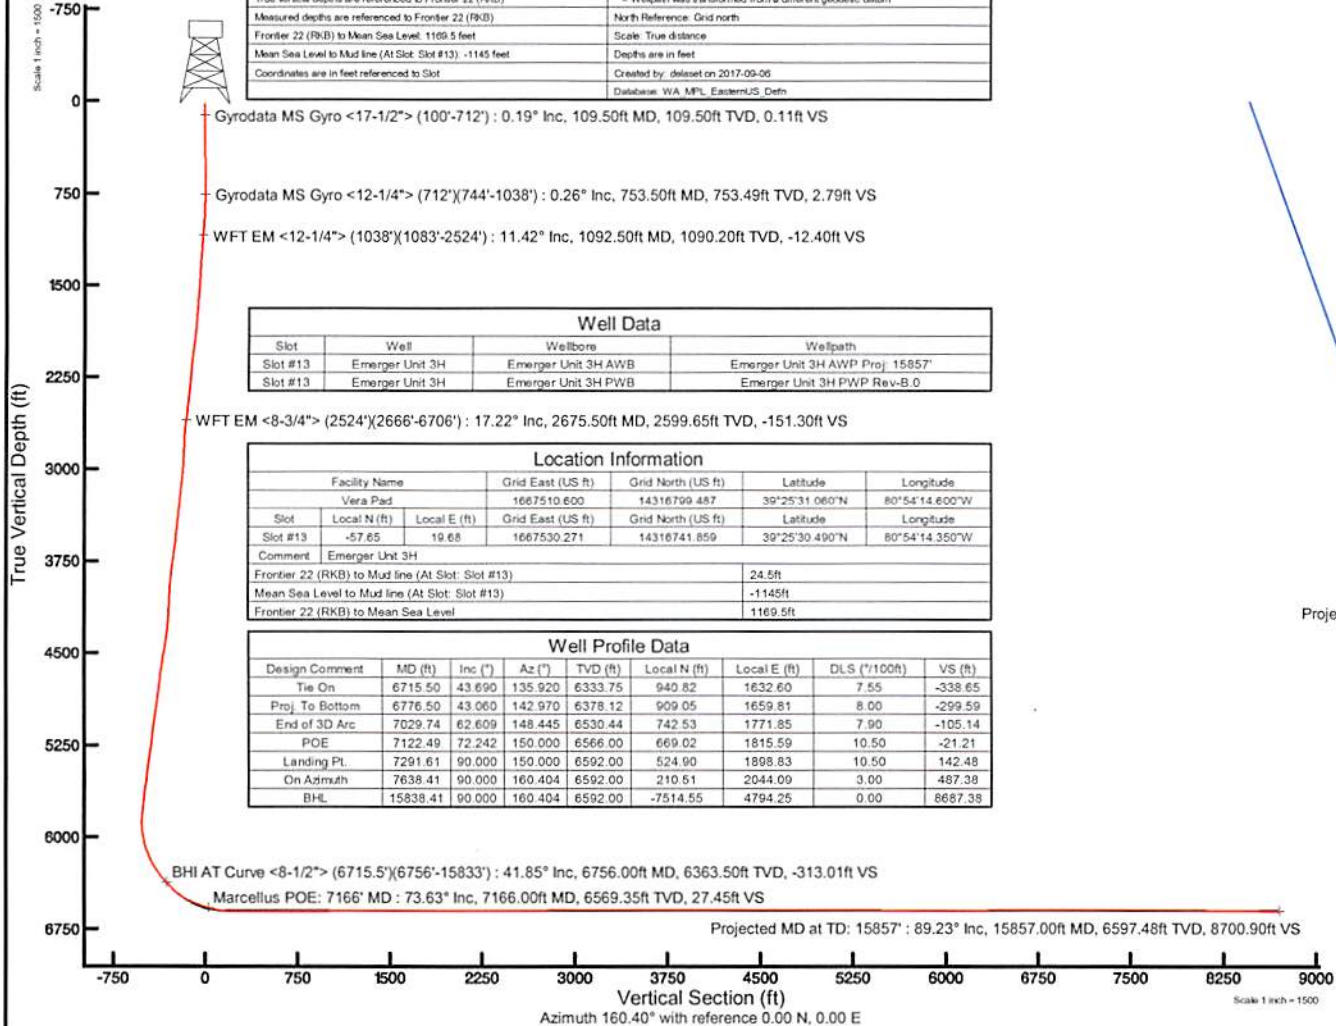 True vertical depths are referenced to Frontier 22 (RKB)
Measured depths are referenced to Frontier 22 (RKB) North Reference: Grid north
Frontier 22 (RKB) to Mean Sea Level: 1169.5 feet Scale: True distance
Mean Sea Level to Mud line (At Slot: Slot #13): -1145 feet Depths are in feet
Coordinates are in feet referenced to Slot Created by: delaset on 2017-09-06
Database: WA_MPL_EasternUS_Defn
Scale 1 inch = 1500
-750
0
750
1500
2250
3000
3750
4500
5250
6000
6750
True Vertical Depth (ft)
Gyrodata MS Gyro <17-1/2"> (100'-712') : 0.19° Inc, 109.50ft MD, 109.50ft TVD, 0.11ft VS
Gyrodata MS Gyro <12-1/4"> (712')(744'-1038') : 0.26° Inc, 753.50ft MD, 753.49ft TVD, 2.79ft VS
WFT EM <12-1/4"> (1038')(1083'-2524') : 11.42° Inc, 1092.50ft MD, 1090.20ft TVD, -12.40ft VS
Well Data
Slot Well Wellbore Wellpath
Slot #13 Emerger Unit 3H Emerger Unit 3H AWB Emerger Unit 3H AWP Proj: 15857'
Slot #13 Emerger Unit 3H Emerger Unit 3H PWB Emerger Unit 3H PWP Rev-B.0
WFT EM <8-3/4"> (2524')(2666'-6706') : 17.22° Inc, 2675.50ft MD, 2599.65ft TVD, -151.30ft VS
Location Information
Facility Name Grid East (US ft) Grid North (US ft) Latitude Longitude
Vera Pad 1667510.600 14316799.487 39°25'31.060"N 80°54'14.600"W
Slot Local N (ft) Local E (ft) Grid East (US ft) Grid North (US ft) Latitude Longitude
Slot #13 -57.65 19.68 1667530.271 14316741.859 39°25'30.490"N 80°54'14.350"W
Comment Emerger Unit 3H
Frontier 22 (RKB) to Mud line (At Slot: Slot #13) 24.5ft
Mean Sea Level to Mud line (At Slot: Slot #13) -1145ft
Frontier 22 (RKB) to Mean Sea Level 1169.5ft
Proje
Well Profile Data
Design Comment MD (ft) Inc (°) Az (°) TVD (ft) Local N (ft) Local E (ft) DLS (°/100ft) VS (ft)
Tie On 6715.50 43.690 135.920 6333.75 940.82 1632.60 7.55 -338.65
Proj. To Bottom 6776.50 43.060 142.970 6378.12 909.05 1659.81 8.00 -299.59
End of 3D Arc 7029.74 62.609 148.445 6530.44 742.53 1771.85 7.90 -105.14
POE 7122.49 72.242 150.000 6566.00 669.02 1815.59 10.50 -21.21
Landing Pt. 7291.61 90.000 150.000 6592.00 524.90 1898.83 10.50 142.48
On Azimuth 7638.41 90.000 160.404 6592.00 210.51 2044.09 3.00 487.38
BHL 15838.41 90.000 160.404 6592.00 -7514.55 4794.25 0.00 8687.38
BHI AT Curve <8-1/2"> (6715.5')(6756'-15833') : 41.85° Inc, 6756.00ft MD, 6363.50ft TVD, -313.01ft VS
Marcellus POE: 7166' MD : 73.63° Inc, 7166.00ft MD, 6569.35ft TVD, 27.45ft VS
Projected MD at TD: 15857' : 89.23° Inc, 15857.00ft MD, 6597.48ft TVD, 8700.90ft VS
-750 0 750 1500 2250 3000 3750 4500 5250 6000 6750 7500 8250 9000
Vertical Section (ft)
Scale 1 inch = 1500
Azimuth 160.40° with reference 0.00 N, 0.00 E